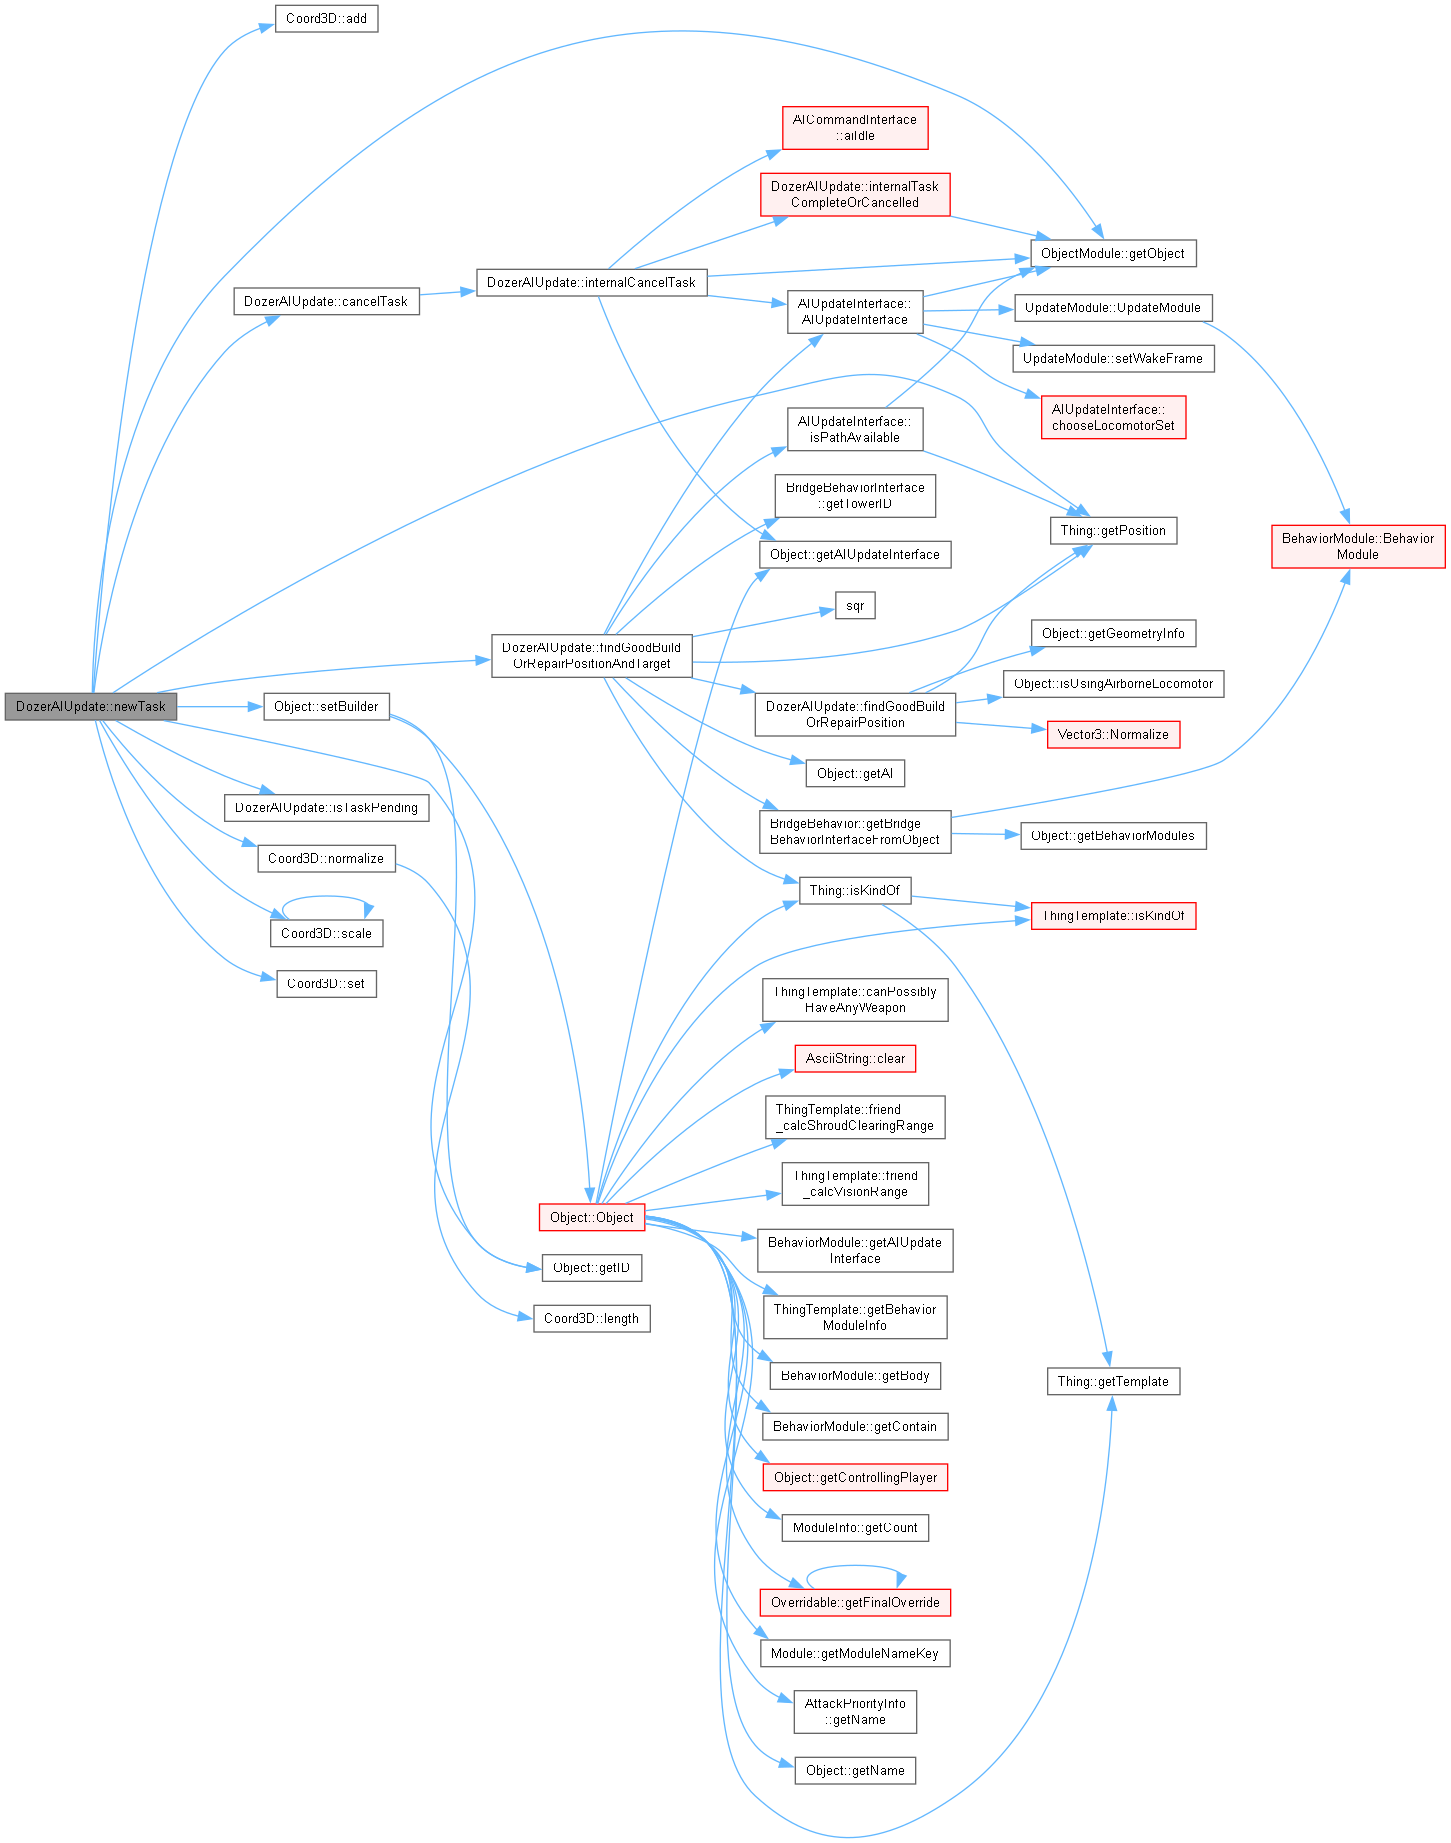 Coord3D::add
AICommandInterface
::aiIdle
DozerAIUpdate::internalTask
CompleteOrCancelled
ObjectModule::getObject
DozerAIUpdate::internalCancelTask
DozerAIUpdate::cancelTask
AIUpdateInterface::
AIUpdateInterface
UpdateModule::UpdateModule
UpdateModule::setWakeFrame
AIUpdateInterface::
chooseLocomotorSet
AIUpdateInterface::
isPathAvailable
BridgeBehaviorInterface
::getTowerID
Thing::getPosition
BehaviorModule::Behavior
Module
Object::getAIUpdateInterface
sqr
Object::getGeometryInfo
DozerAIUpdate::findGoodBuild
OrRepairPositionAndTarget
Object::isUsingAirborneLocomotor
DozerAIUpdate::newTask
Object::setBuilder
DozerAIUpdate::findGoodBuild
OrRepairPosition
Vector3::Normalize
Object::getAI
DozerAIUpdate::isTaskPending
BridgeBehavior::getBridge
BehaviorInterfaceFromObject
Object::getBehaviorModules
Coord3D::normalize
Thing::isKindOf
ThingTemplate::isKindOf
Coord3D::scale
Coord3D::set
ThingTemplate::canPossibly
HaveAnyWeapon
AsciiString::clear
ThingTemplate::friend
_calcShroudClearingRange
ThingTemplate::friend
_calcVisionRange
Object::Object
BehaviorModule::getAIUpdate
Interface
Object::getID
ThingTemplate::getBehavior
ModuleInfo
Coord3D::length
BehaviorModule::getBody
Thing::getTemplate
BehaviorModule::getContain
Object::getControllingPlayer
ModuleInfo::getCount
Overridable::getFinalOverride
Module::getModuleNameKey
AttackPriorityInfo
::getName
Object::getName